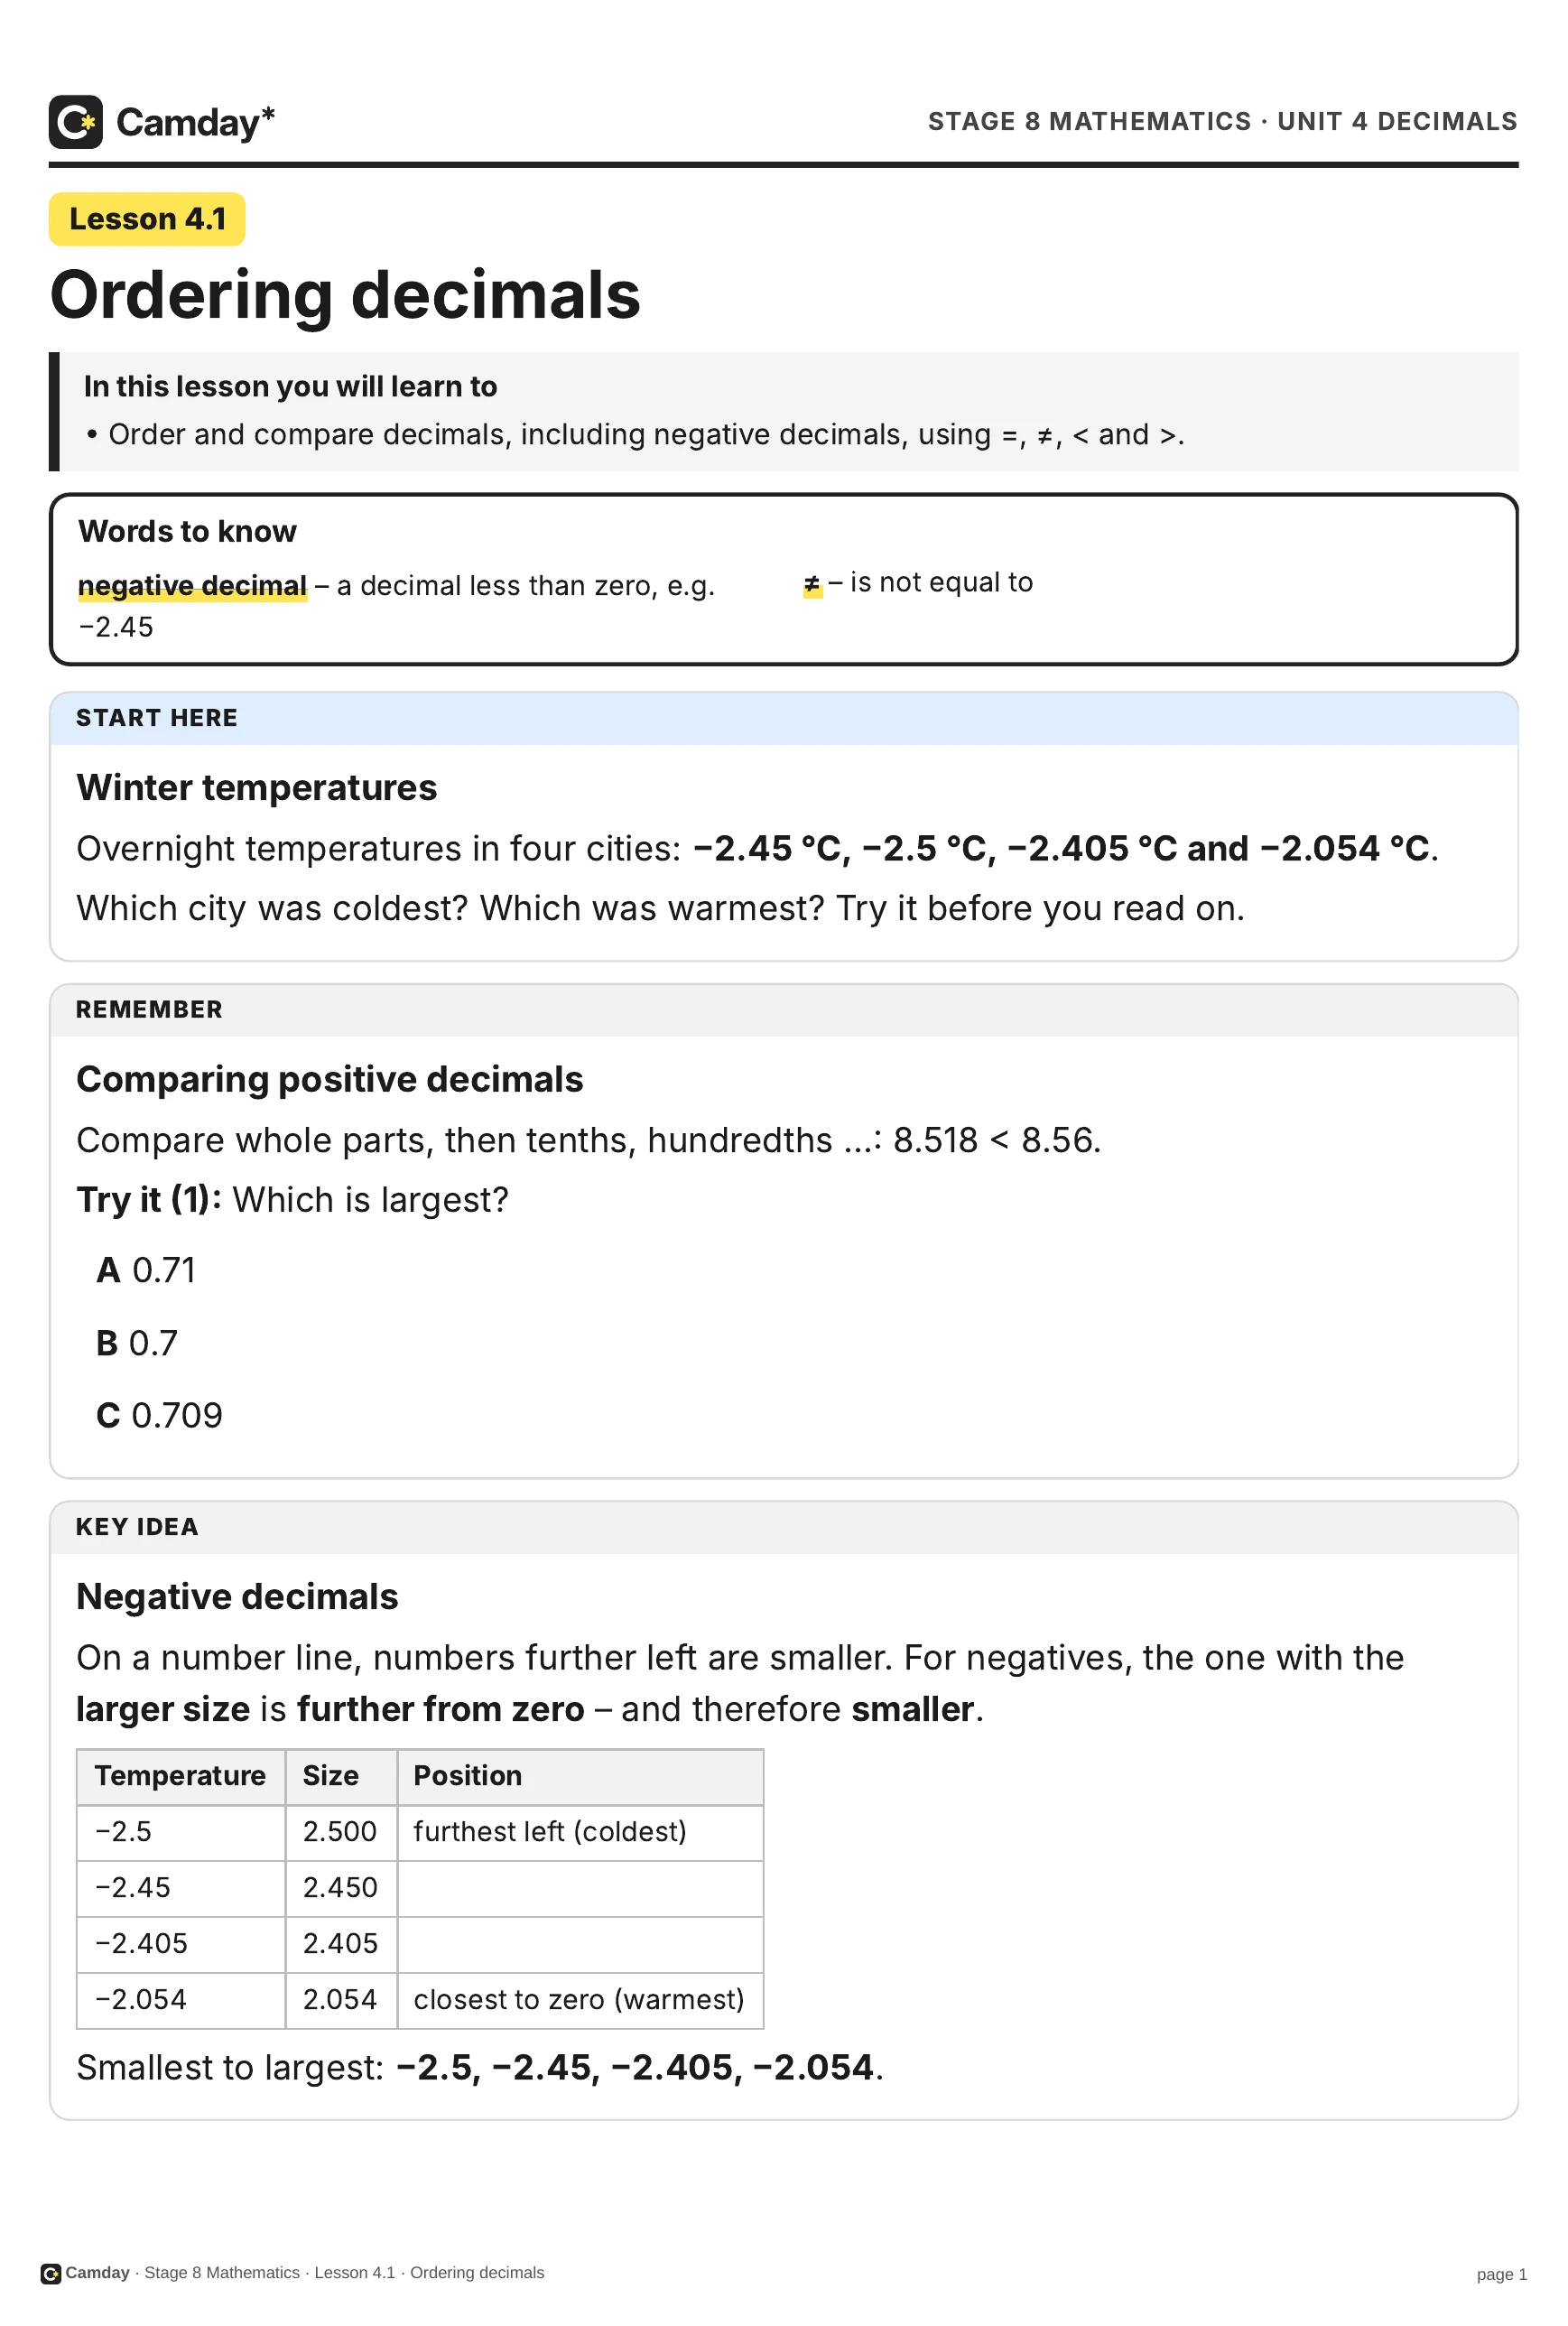 Camday*
STAGE 8 MATHEMATICS · UNIT 4 DECIMALS
Lesson 4.1
Ordering decimals
In this lesson you will learn to
• Order and compare decimals, including negative decimals, using =, ≠, < and >.
Words to know
negative decimal – a decimal less than zero, e.g.
−2.45
≠ – is not equal to
START HERE
Winter temperatures
Overnight temperatures in four cities: −2.45 °C, −2.5 °C, −2.405 °C and −2.054 °C.
Which city was coldest? Which was warmest? Try it before you read on.
REMEMBER
Comparing positive decimals
Compare whole parts, then tenths, hundredths …: 8.518 < 8.56.
Try it (1): Which is largest?
A 0.71
B 0.7
C 0.709
KEY IDEA
Negative decimals
On a number line, numbers further left are smaller. For negatives, the one with the
larger size is further from zero – and therefore smaller.
Temperature Size Position
−2.5 2.500 furthest left (coldest)
−2.45 2.450
−2.405 2.405
−2.054 2.054 closest to zero (warmest)
Smallest to largest: −2.5, −2.45, −2.405, −2.054.
Camday · Stage 8 Mathematics · Lesson 4.1 · Ordering decimals
page 1